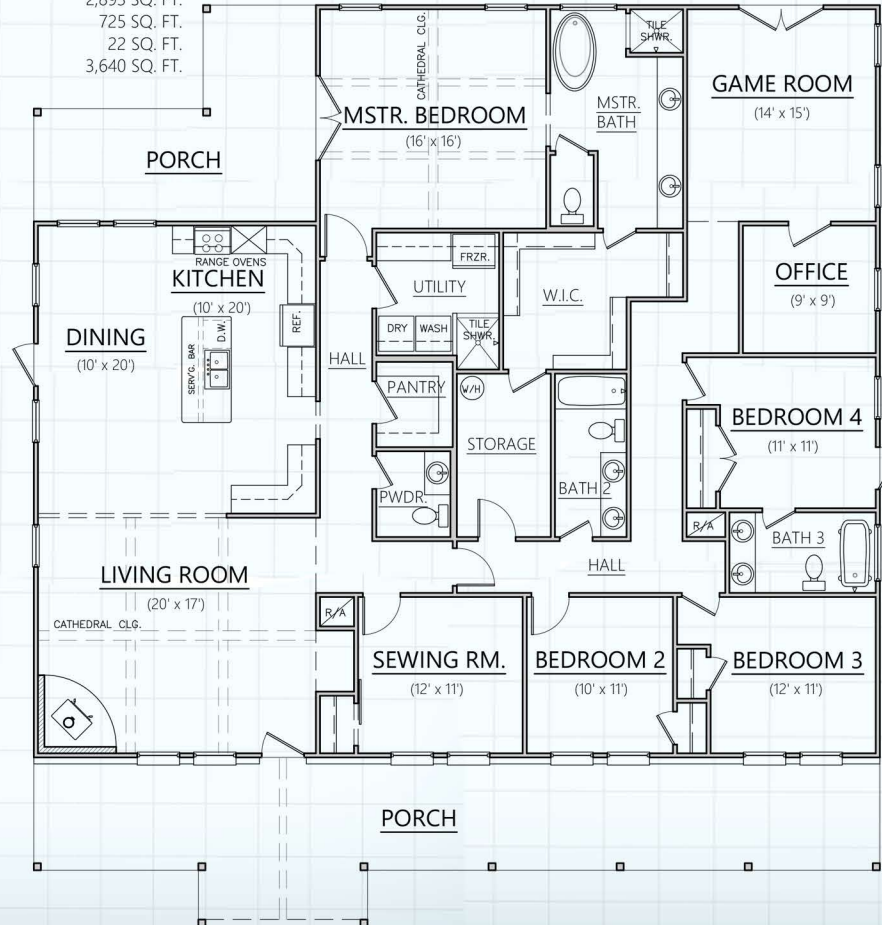 2,893 SQ. FT.
725 SQ. FT.
22 SQ. FT.
3,640 SQ. FT.
PORCH
CATHEDRAL CLG.
MSTR. BEDROOM
(16' x 16')
TILE
SHWR.
MSTR.
BATH
GAME ROOM
(14' x 15')
RANGE OVENS
KITCHEN
(10' x 20')
DINING
(10' x 20')
SERV'G. BAR
D.W.
REF.
HALL
FRZR.
UTILITY
DRY
WASH
TILE
SHWR.
W.I.C.
OFFICE
(9' x 9')
PANTRY
W/H
STORAGE
PWDR.
BATH 2
BEDROOM 4
(11' x 11')
R/A
BATH 3
HALL
LIVING ROOM
(20' x 17')
CATHEDRAL CLG.
R/A
SEWING RM.
(12' x 11')
BEDROOM 2
(10' x 11')
BEDROOM 3
(12' x 11')
PORCH